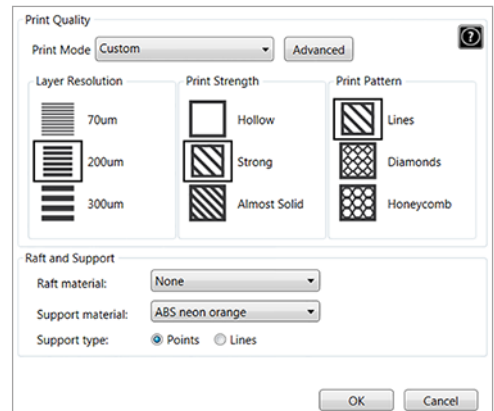 Print Quality
Print Mode Custom Advanced ?
Layer Resolution Print Strength Print Pattern
70um Hollow Lines
200um Strong Diamonds
300um Almost Solid Honeycomb
Raft and Support
Raft material: None
Support material: ABS neon orange
Support type: Points Lines
OK Cancel